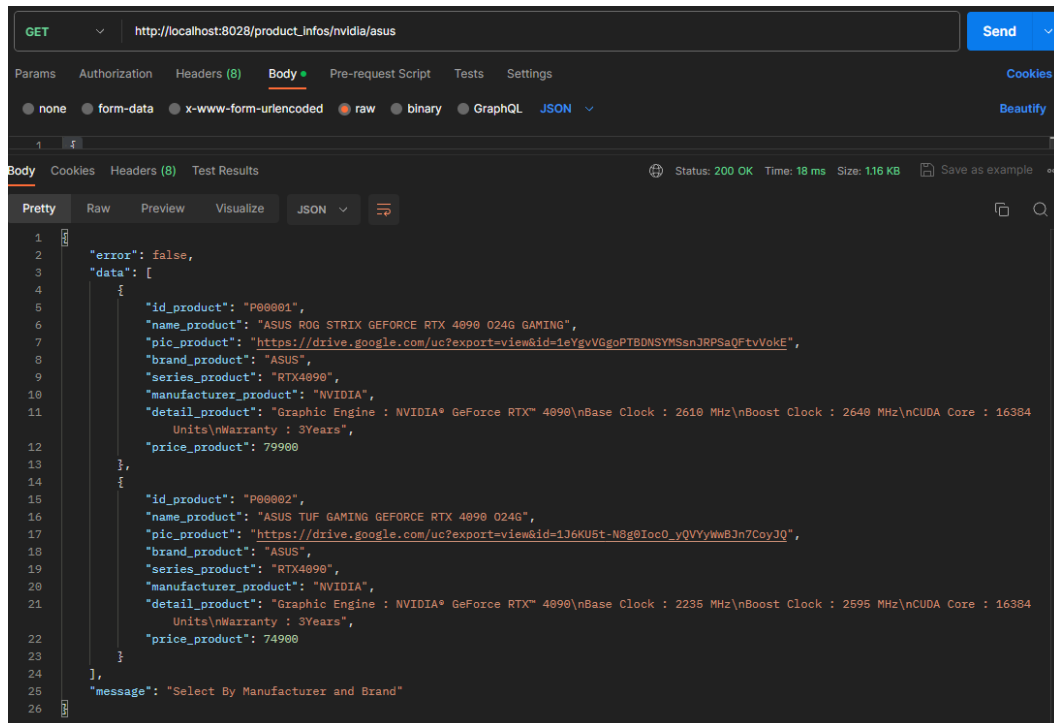 GET http://localhost:8028/product_infos/nvidia/asus Send
Params Authorization Headers (8) Body Pre-request Script Tests Settings Cookies
none form-data x-www-form-urlencoded raw binary GraphQL JSON Beautify
1 {
Body Cookies Headers (8) Test Results Status: 200 OK Time: 18 ms Size: 1.16 KB Save as example
Pretty Raw Preview Visualize JSON
1 {
2 "error": false,
3 "data": [
4 {
5 "id_product": "P00001",
6 "name_product": "ASUS ROG STRIX GEFORCE RTX 4090 O24G GAMING",
7 "pic_product": "https://drive.google.com/uc?export=view&id=1eYgvVGgoPTBDNSYMSsnJRPSaQFtvVokE",
8 "brand_product": "ASUS",
9 "series_product": "RTX4090",
10 "manufacturer_product": "NVIDIA",
11 "detail_product": "Graphic Engine : NVIDIA® GeForce RTX™ 4090\nBase Clock : 2610 MHz\nBoost Clock : 2640 MHz\nCUDA Core : 16384
Units\nWarranty : 3Years",
12 "price_product": 79900
13 },
14 {
15 "id_product": "P00002",
16 "name_product": "ASUS TUF GAMING GEFORCE RTX 4090 O24G",
17 "pic_product": "https://drive.google.com/uc?export=view&id=1J6KU5t-N8g0IocO_yQVYyWwBJn7CoyJQ",
18 "brand_product": "ASUS",
19 "series_product": "RTX4090",
20 "manufacturer_product": "NVIDIA",
21 "detail_product": "Graphic Engine : NVIDIA® GeForce RTX™ 4090\nBase Clock : 2235 MHz\nBoost Clock : 2595 MHz\nCUDA Core : 16384
Units\nWarranty : 3Years",
22 "price_product": 74900
23 }
24 ],
25 "message": "Select By Manufacturer and Brand"
26 }